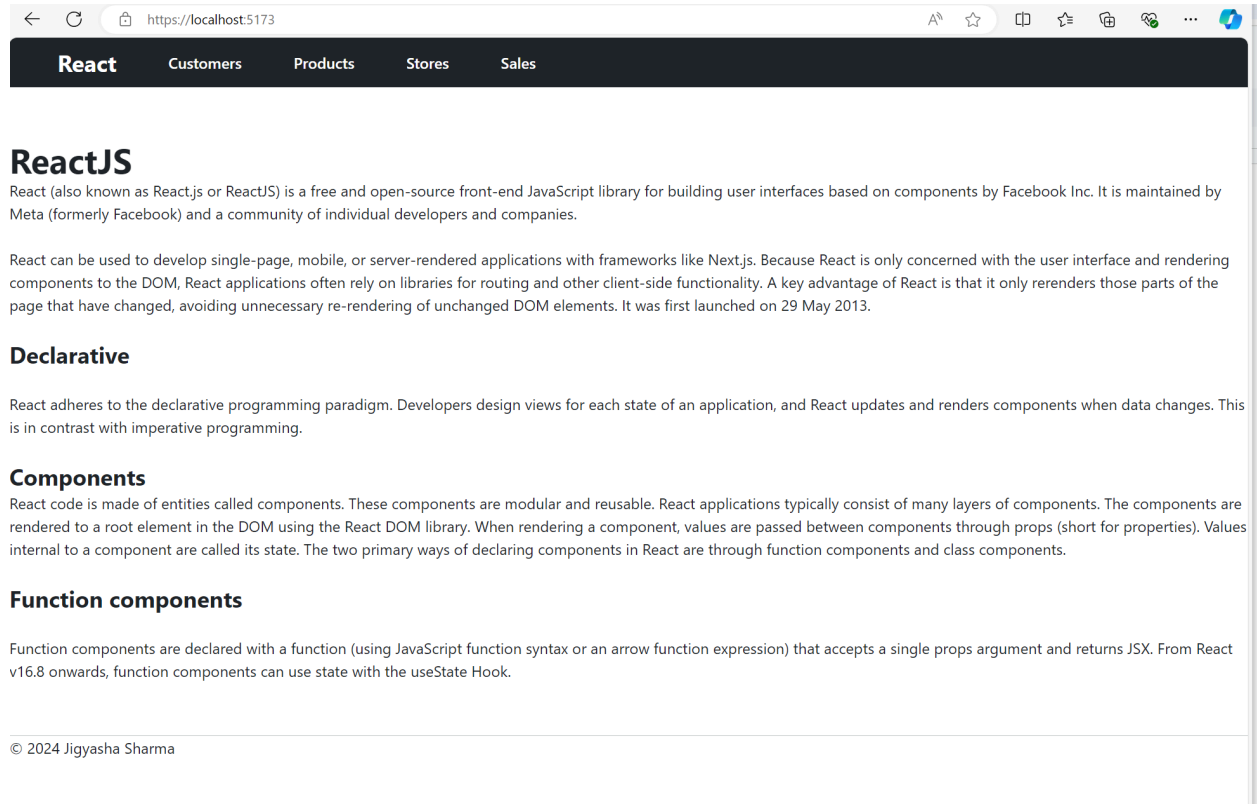 https://localhost:5173
React Customers Products Stores Sales
ReactJS
React (also known as React.js or ReactJS) is a free and open-source front-end JavaScript library for building user interfaces based on components by Facebook Inc. It is maintained by
Meta (formerly Facebook) and a community of individual developers and companies.
React can be used to develop single-page, mobile, or server-rendered applications with frameworks like Next.js. Because React is only concerned with the user interface and rendering
components to the DOM, React applications often rely on libraries for routing and other client-side functionality. A key advantage of React is that it only rerenders those parts of the
page that have changed, avoiding unnecessary re-rendering of unchanged DOM elements. It was first launched on 29 May 2013.
Declarative
React adheres to the declarative programming paradigm. Developers design views for each state of an application, and React updates and renders components when data changes. This
is in contrast with imperative programming.
Components
React code is made of entities called components. These components are modular and reusable. React applications typically consist of many layers of components. The components are
rendered to a root element in the DOM using the React DOM library. When rendering a component, values are passed between components through props (short for properties). Values
internal to a component are called its state. The two primary ways of declaring components in React are through function components and class components.
Function components
Function components are declared with a function (using JavaScript function syntax or an arrow function expression) that accepts a single props argument and returns JSX. From React
v16.8 onwards, function components can use state with the useState Hook.
© 2024 Jigyasha Sharma